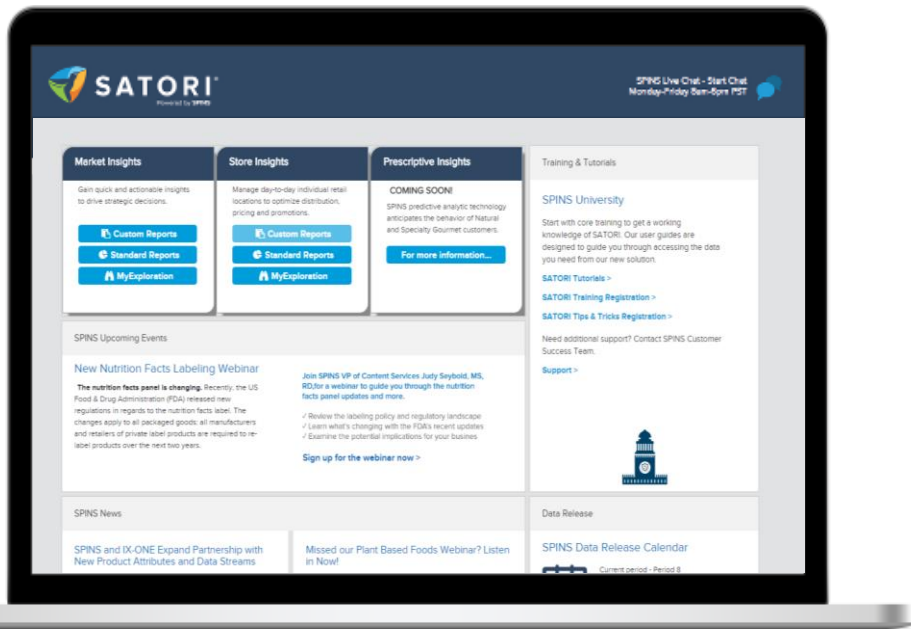 SATORI
Powered by SPINS
SPINS Live Chat - Start Chat
Monday-Friday 8am-5pm PST
Market Insights
Gain quick and actionable insights
to drive strategic decisions.
Custom Reports
Standard Reports
MyExploration
Store Insights
Manage day-to-day individual retail
locations to optimize distribution,
pricing and promotions.
Custom Reports
Standard Reports
MyExploration
Prescriptive Insights
COMING SOON!
SPINS predictive analytic technology
anticipates the behavior of Natural
and Specialty Gourmet customers.
For more information...
Training & Tutorials
SPINS University
Start with core training to get a working
knowledge of SATORI. Our user guides are
designed to guide you through accessing the data
you need from our new solution.
SATORI Tutorials >
SATORI Training Registration >
SATORI Tips & Tricks Registration >
Need additional support? Contact SPINS Customer
Success Team.
Support >
SPINS Upcoming Events
New Nutrition Facts Labeling Webinar
The nutrition facts panel is changing. Recently, the US
Food & Drug Administration (FDA) released new
regulations in regards to the nutrition facts label. The
changes apply to all packaged goods: all manufacturers
and retailers of private label products are required to re-
label products over the next two years.
Join SPINS VP of Content Services Judy Seybold, MS,
RD,for a webinar to guide you through the nutrition
facts panel updates and more.
✓ Review the labeling policy and regulatory landscape
✓ Learn what's changing with the FDA's recent updates
✓ Examine the potential implications for your busines
Sign up for the webinar now >
SPINS News
SPINS and IX-ONE Expand Partnership with
New Product Attributes and Data Streams
Missed our Plant Based Foods Webinar? Listen
in Now!
Data Release
SPINS Data Release Calendar
Current period - Period 8